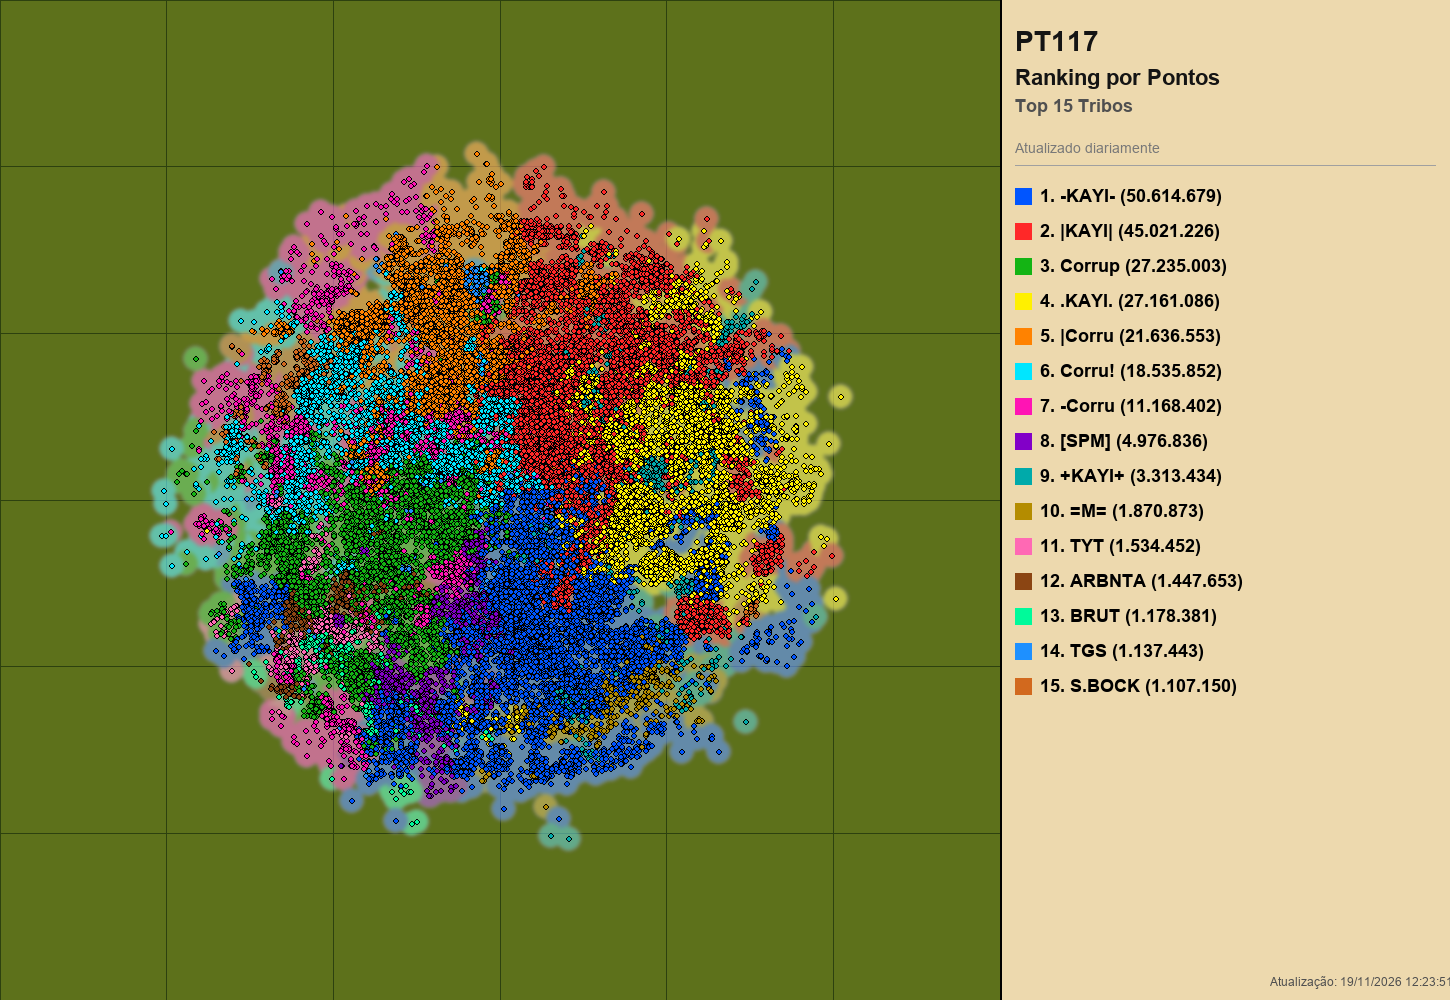 PT117
Ranking por Pontos
Top 15 Tribos
Atualizado diariamente
1. -KAYI- (50.614.679)
2. |KAYI| (45.021.226)
3. Corrup (27.235.003)
4. .KAYI. (27.161.086)
5. |Corru (21.636.553)
6. Corru! (18.535.852)
7. -Corru (11.168.402)
8. [SPM] (4.976.836)
9. +KAYI+ (3.313.434)
10. =M= (1.870.873)
11. TYT (1.534.452)
12. ARBNTA (1.447.653)
13. BRUT (1.178.381)
14. TGS (1.137.443)
15. S.BOCK (1.107.150)
Atualização: 19/11/2026 12:23:51